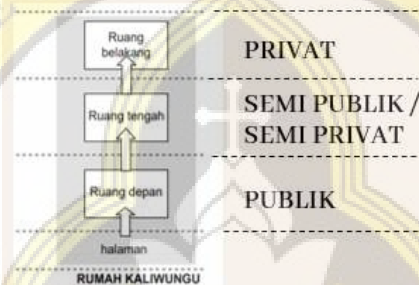 Ruang
belakang
PRIVAT
Ruang tengah
SEMI PUBLIK /
SEMI PRIVAT
Ruang depan
PUBLIK
halaman
RUMAH KALIWUNGU